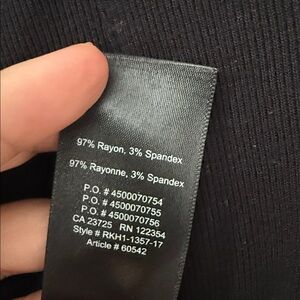 97% Rayon, 3% Spandex
97% Rayonne, 3% Spandex
P.O. # 4500070754
P.O. # 4500070755
P.O. # 4500070756
CA 23725 RN 122354
Style # RKH1-1357-17
Article # 60542